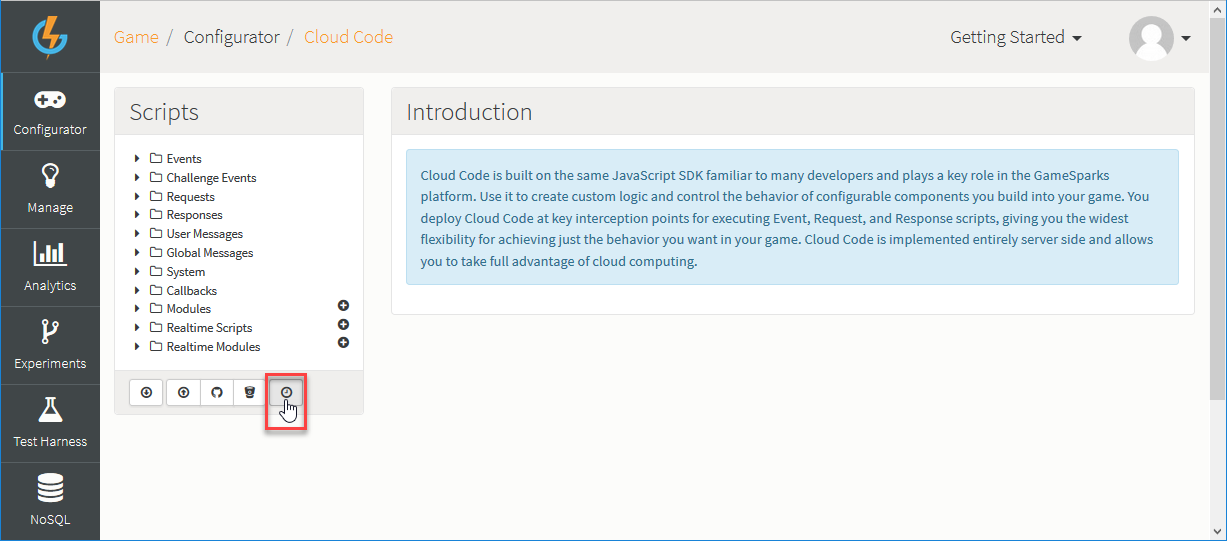 Game / Configurator / Cloud Code
Getting Started
Configurator
Manage
Analytics
Experiments
Test Harness
NoSQL
Scripts
Events
Challenge Events
Requests
Responses
User Messages
Global Messages
System
Callbacks
Modules
Realtime Scripts
Realtime Modules
Introduction
Cloud Code is built on the same JavaScript SDK familiar to many developers and plays a key role in the GameSparks
platform. Use it to create custom logic and control the behavior of configurable components you build into your game. You
deploy Cloud Code at key interception points for executing Event, Request, and Response scripts, giving you the widest
flexibility for achieving just the behavior you want in your game. Cloud Code is implemented entirely server side and allows
you to take full advantage of cloud computing.